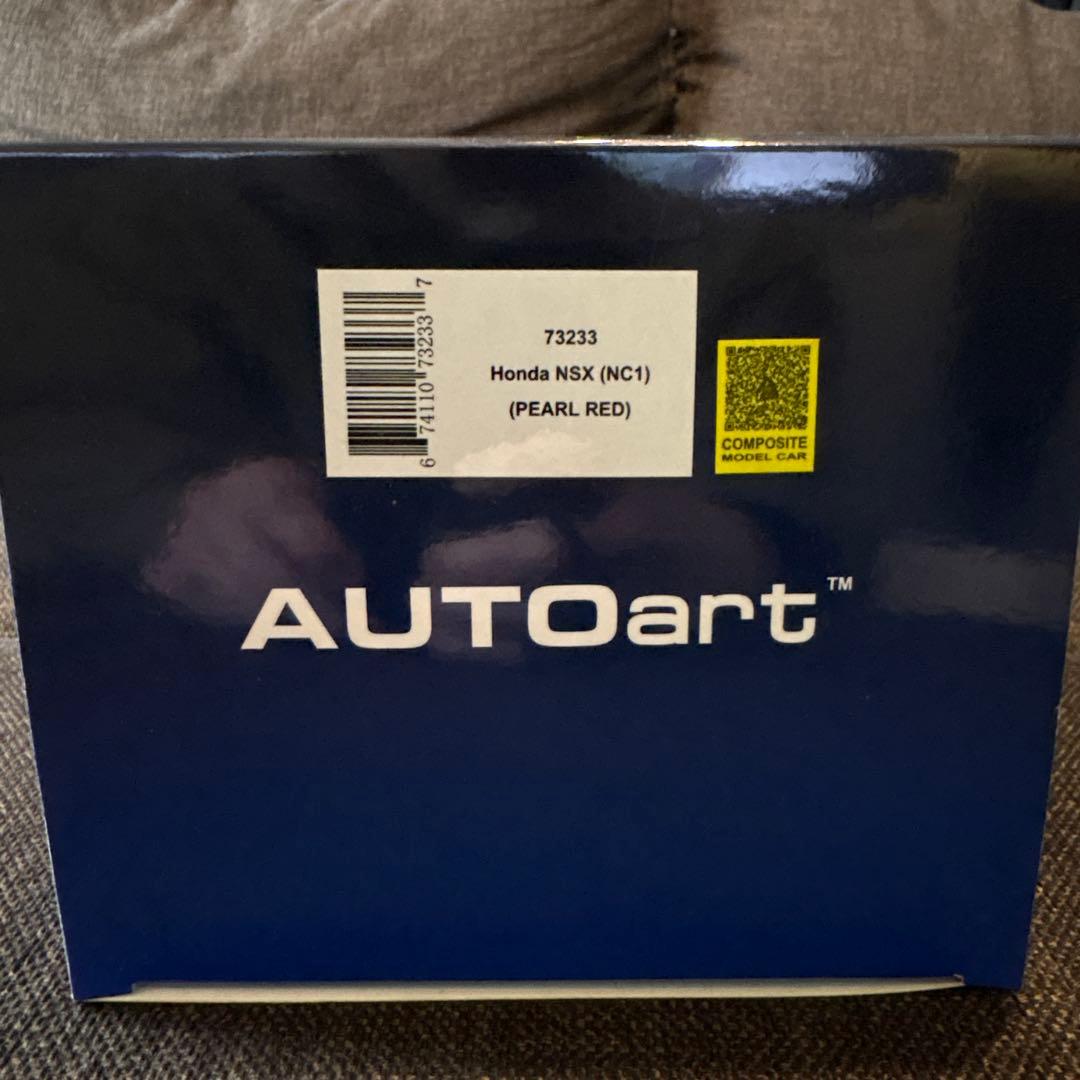 6 74110 73233 7
73233
Honda NSX (NC1)
(PEARL RED)
COMPOSITE
MODEL CAR
AUTOart™